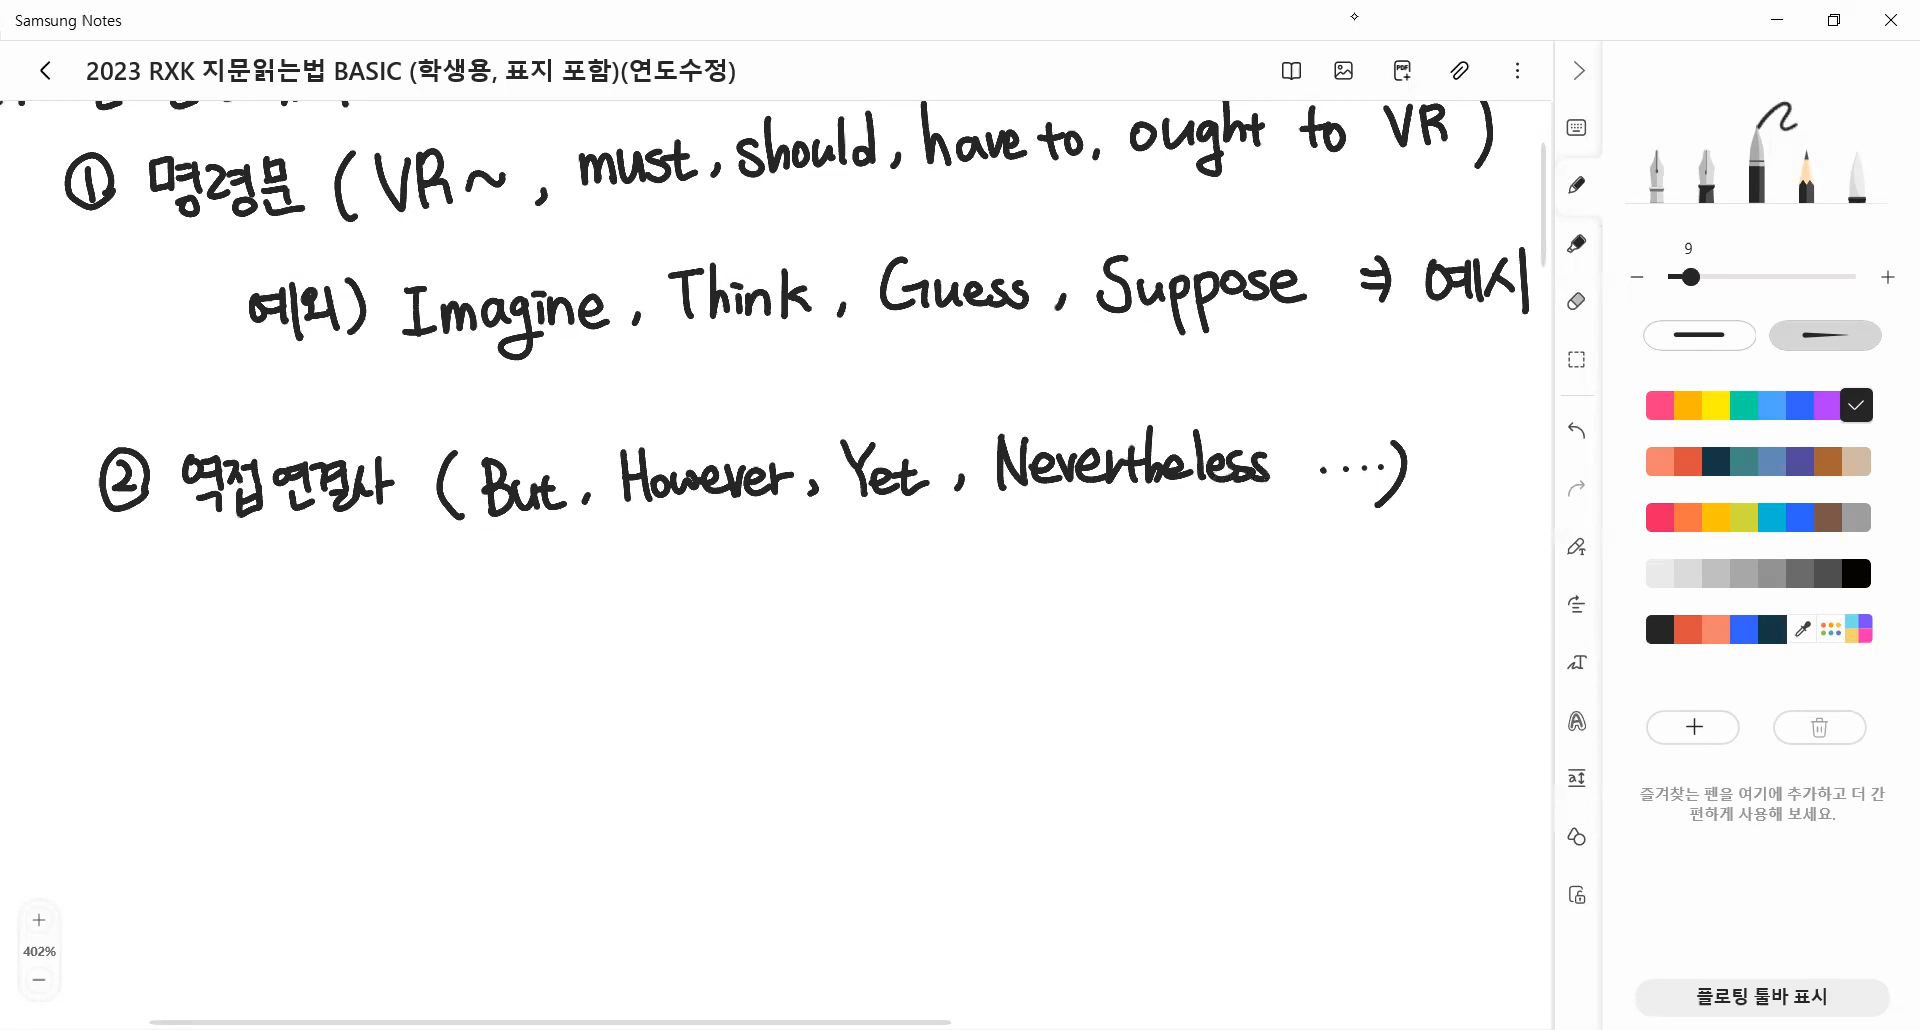 Samsung Notes
2023 RXK 지문읽는법 BASIC (학생용, 표지 포함)(연도수정)
① 명령문 (VR~, must, should, have to, ought to VR)
예외) Imagine, Think, Guess, Suppose ⇒ 예시
② 역접 연결사 (But, However, Yet, Nevertheless ....)
9
즐겨찾는 펜을 여기에 추가하고 더 간
편하게 사용해 보세요.
402%
플로팅 툴바 표시